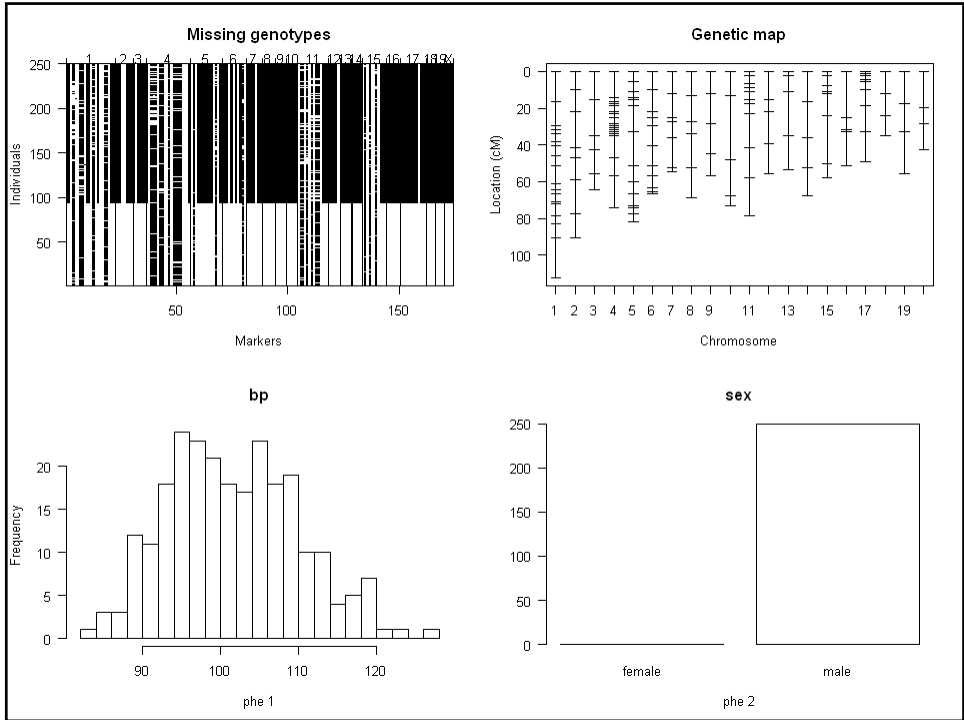 Missing genotypes
1 2 3 4 5 6 7 8 9 10 11 12 13 14 15 16 17 18 19 X
250
200
150
100
50
Individuals
50 100 150
Markers
Genetic map
0
20
40
60
80
100
Location (cM)
1 2 3 4 5 6 7 8 9 11 13 15 17 19
Chromosome
bp
20
15
10
5
0
Frequency
90 100 110 120
phe 1
sex
250
200
150
100
50
0
female male
phe 2